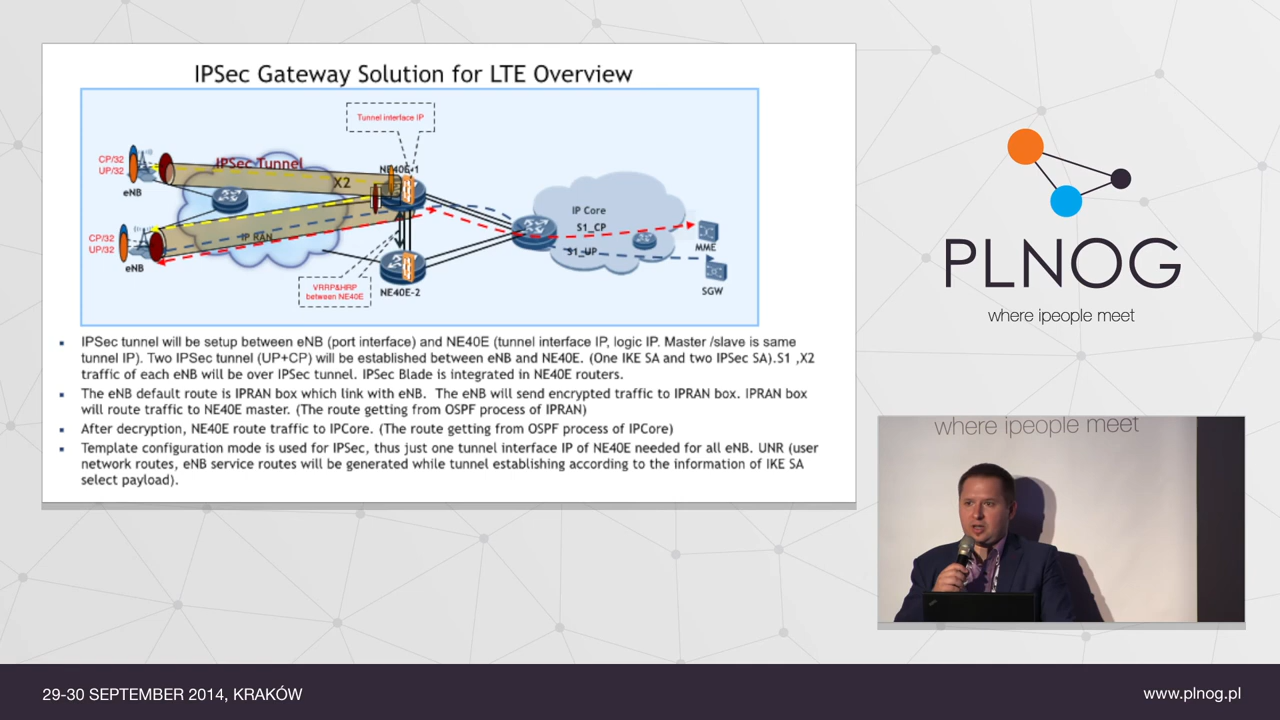 IPSec Gateway Solution for LTE Overview
Tunnel interface IP
CP/32
UP/32
eNB
IPSec Tunnel
X2
NE40E-1
CP/32
UP/32
eNB
IP RAN
VRRP&HRP
between NE40E
NE40E-2
IP Core
S1_CP
S1_UP
MME
SGW
IPSec tunnel will be setup between eNB (port interface) and NE40E (tunnel interface IP, logic IP. Master /slave is same
tunnel IP). Two IPSec tunnel (UP+CP) will be established between eNB and NE40E. (One IKE SA and two IPSec SA).S1 ,X2
traffic of each eNB will be over IPSec tunnel. IPSec Blade is integrated in NE40E routers.
The eNB default route is IPRAN box which link with eNB. The eNB will send encrypted traffic to IPRAN box. IPRAN box
will route traffic to NE40E master. (The route getting from OSPF process of IPRAN)
After decryption, NE40E route traffic to IPCore. (The route getting from OSPF process of IPCore)
Template configuration mode is used for IPSec, thus just one tunnel interface IP of NE40E needed for all eNB. UNR (user
network routes, eNB service routes will be generated while tunnel establishing according to the information of IKE SA
select payload).
PLNOG
where ipeople meet
where ipeople meet
29-30 SEPTEMBER 2014, KRAKÓW
www.plnog.pl